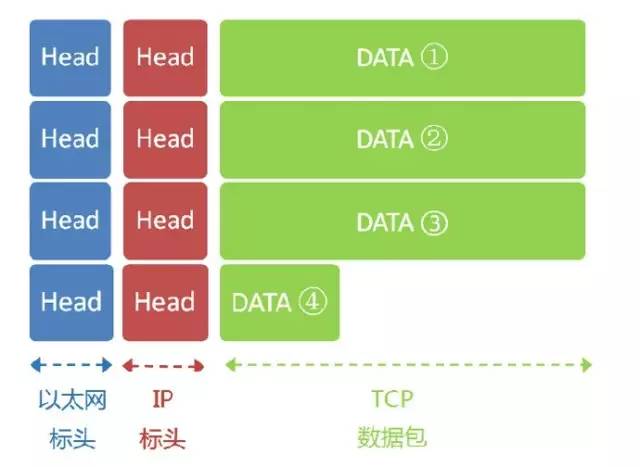 Head Head DATA ①
Head Head DATA ②
Head Head DATA ③
Head Head DATA ④
以太网 IP TCP
标头 标头 数据包